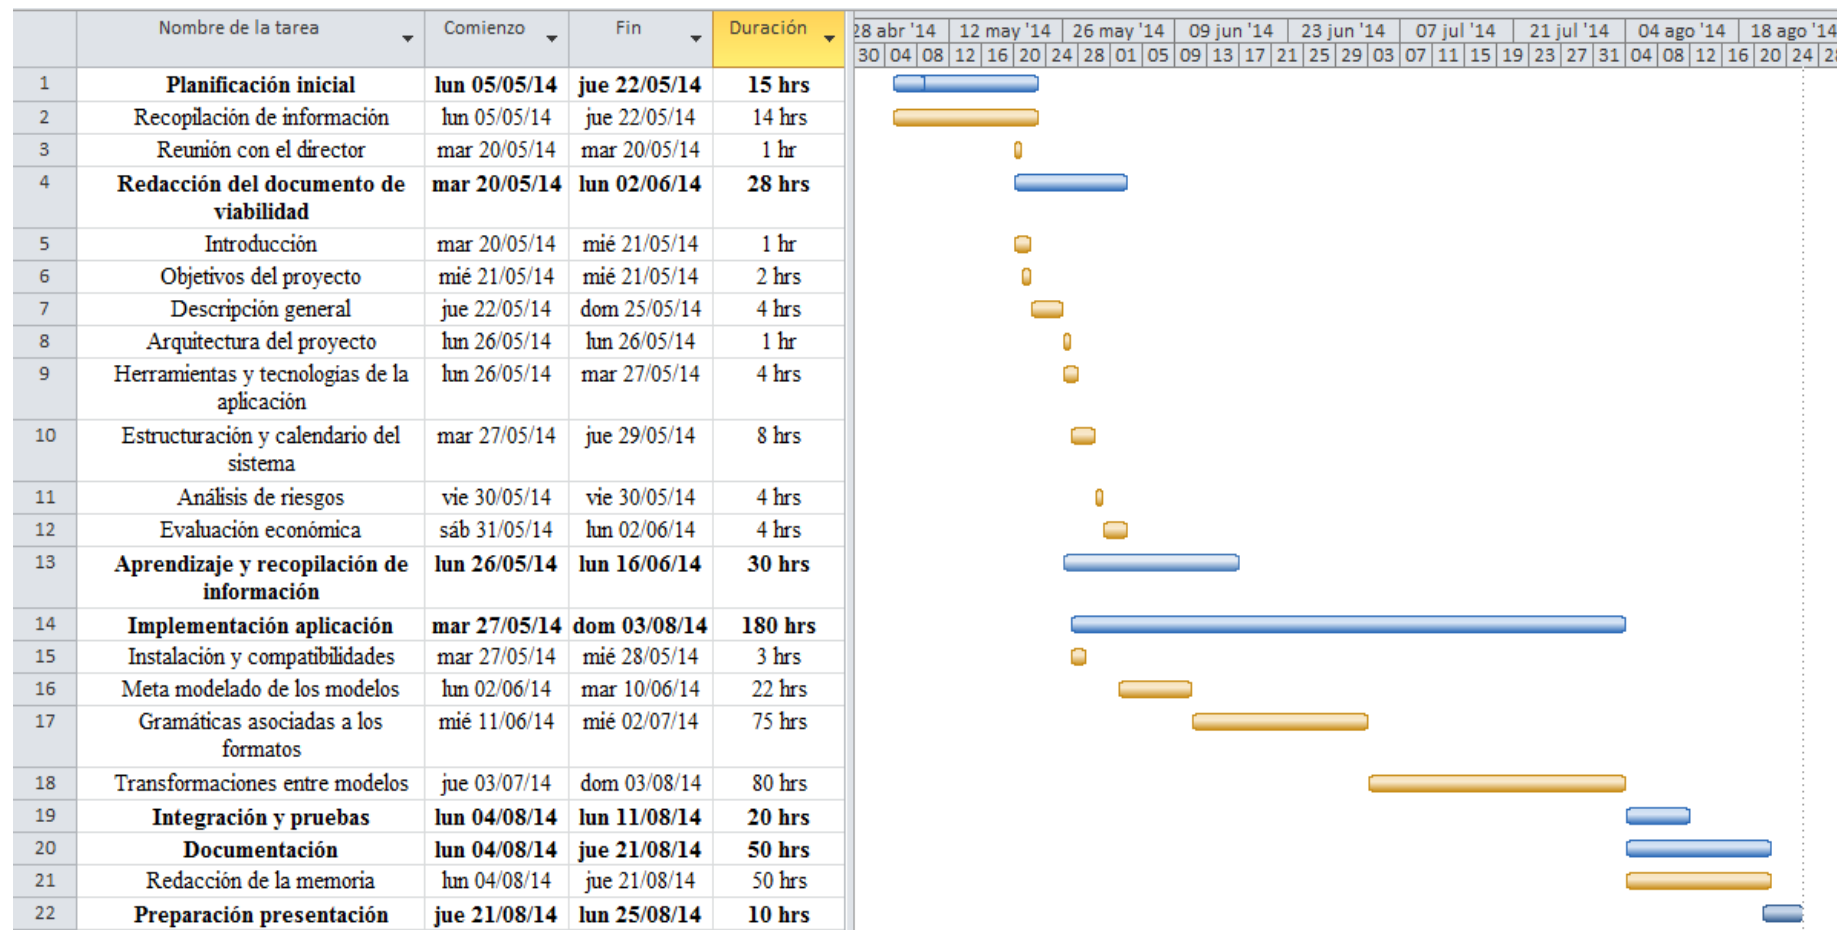 Nombre de la tarea Comienzo Fin Duración 28 abr '14 12 may '14 26 may '14 09 jun '14 23 jun '14 07 jul '14 21 jul '14 04 ago '14 18 ago '14
30 04 08 12 16 20 24 28 01 05 09 13 17 21 25 29 03 07 11 15 19 23 27 31 04 08 12 16 20 24 28
1 Planificación inicial lun 05/05/14 jue 22/05/14 15 hrs
2 Recopilación de información lun 05/05/14 jue 22/05/14 14 hrs
3 Reunión con el director mar 20/05/14 mar 20/05/14 1 hr
4 Redacción del documento de mar 20/05/14 lun 02/06/14 28 hrs
viabilidad
5 Introducción mar 20/05/14 mié 21/05/14 1 hr
6 Objetivos del proyecto mié 21/05/14 mié 21/05/14 2 hrs
7 Descripción general jue 22/05/14 dom 25/05/14 4 hrs
8 Arquitectura del proyecto lun 26/05/14 lun 26/05/14 1 hr
9 Herramientas y tecnologias de la lun 26/05/14 mar 27/05/14 4 hrs
aplicación
10 Estructuración y calendario del mar 27/05/14 jue 29/05/14 8 hrs
sistema
11 Análisis de riesgos vie 30/05/14 vie 30/05/14 4 hrs
12 Evaluación económica sáb 31/05/14 lun 02/06/14 4 hrs
13 Aprendizaje y recopilación de lun 26/05/14 lun 16/06/14 30 hrs
información
14 Implementación aplicación mar 27/05/14 dom 03/08/14 180 hrs
15 Instalación y compatibilidades mar 27/05/14 mié 28/05/14 3 hrs
16 Meta modelado de los modelos lun 02/06/14 mar 10/06/14 22 hrs
17 Gramáticas asociadas a los mié 11/06/14 mié 02/07/14 75 hrs
formatos
18 Transformaciones entre modelos jue 03/07/14 dom 03/08/14 80 hrs
19 Integración y pruebas lun 04/08/14 lun 11/08/14 20 hrs
20 Documentación lun 04/08/14 jue 21/08/14 50 hrs
21 Redacción de la memoria lun 04/08/14 jue 21/08/14 50 hrs
22 Preparación presentación jue 21/08/14 lun 25/08/14 10 hrs